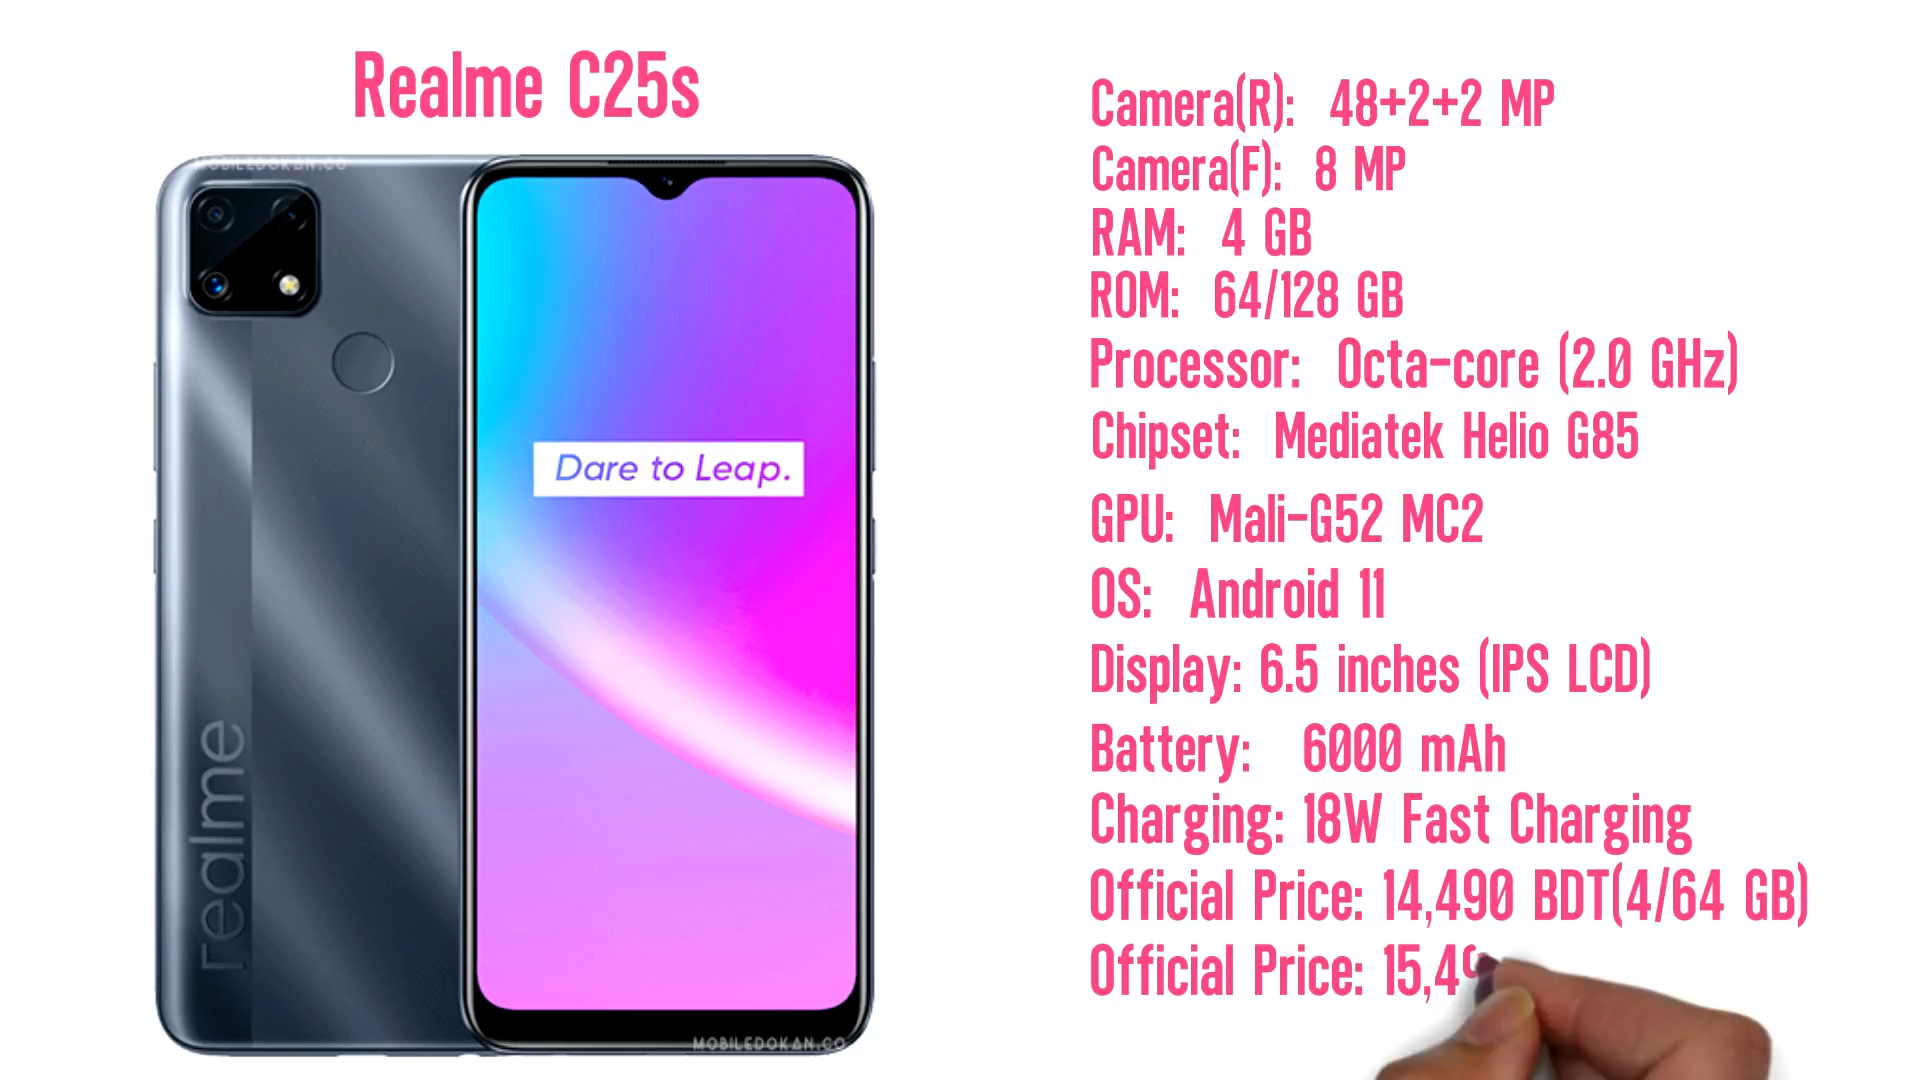 Realme C25s
MOBILEDOKAN.CO
Dare to Leap.
realme
MOBILEDOKAN.CO
Camera(R): 48+2+2 MP
Camera(F): 8 MP
RAM: 4 GB
ROM: 64/128 GB
Processor: Octa-core (2.0 GHz)
Chipset: Mediatek Helio G85
GPU: Mali-G52 MC2
OS: Android 11
Display: 6.5 inches (IPS LCD)
Battery: 6000 mAh
Charging: 18W Fast Charging
Official Price: 14,490 BDT(4/64 GB)
Official Price: 15,4